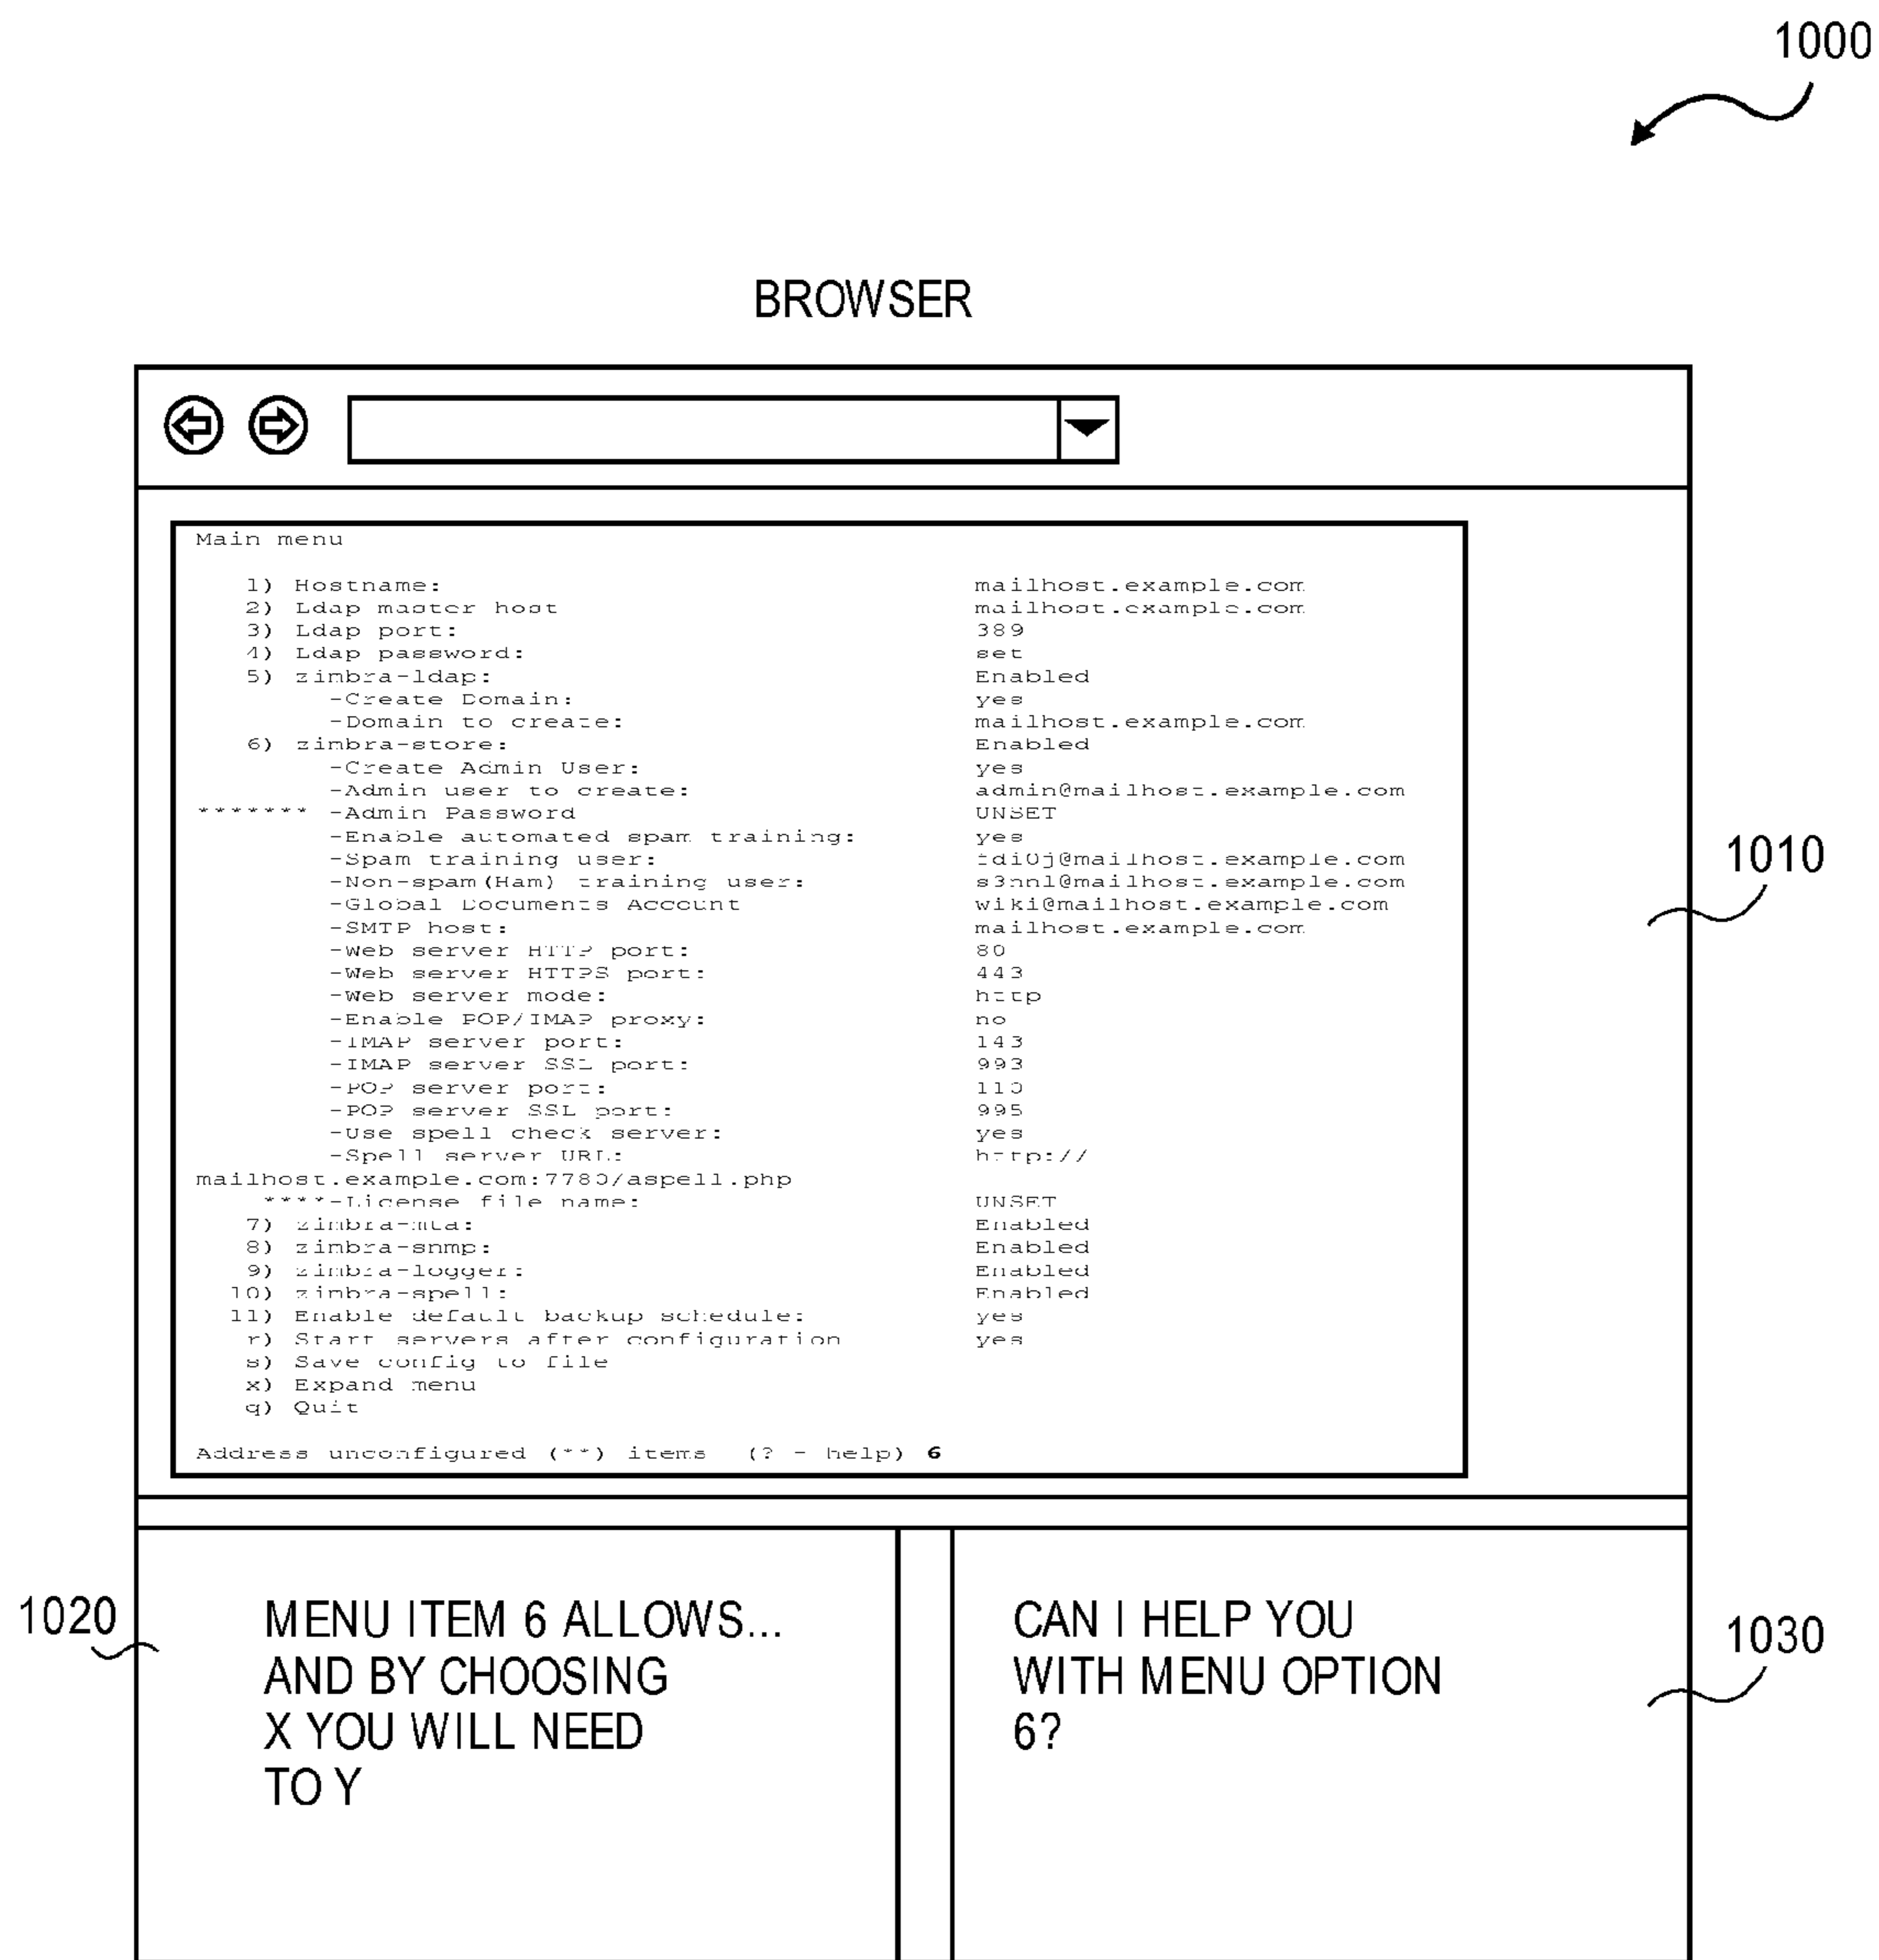 1000
BROWSER
Main menu
1) Hostname: mailhost.example.com
2) Ldap master host mailhost.example.com
3) Ldap port: 389
4) Ldap password: set
5) zimbra-ldap: Enabled
-Create Domain: yes
-Domain to create: mailhost.example.com
6) zimbra-store: Enabled
-Create Admin User: yes
-Admin user to create: admin@mailhost.example.com
******* -Admin Password UNSET
-Enable automated spam training: yes
-Spam training user:
-Non-spam(Ham) training user:
-Global Documents Account wiki@mailhost.example.com
-SMTP host: mailhost.example.com
-Web server HTTP port: 80
-Web server HTTPS port: 443
-Web server mode: http
-Enable POP/IMAP proxy: no
-IMAP server port: 143
-IMAP server SSL port: 993
-POP server port: 110
-POP server SSL port: 995
-Use spell check server: yes
-Spell server URL: http://
mailhost.example.com:7780/aspell.php
****-License file name: UNSET
7) zimbra-mta: Enabled
8) zimbra-snmp: Enabled
9) zimbra-logger: Enabled
10) zimbra-spell: Enabled
11) Enable default backup schedule: yes
r) Start servers after configuration yes
s) Save config to file
x) Expand menu
q) Quit
Address unconfigured (**) items (? - help) 6
1010
1020
MENU ITEM 6 ALLOWS...
AND BY CHOOSING
X YOU WILL NEED
TO Y
CAN I HELP YOU
WITH MENU OPTION
6?
1030